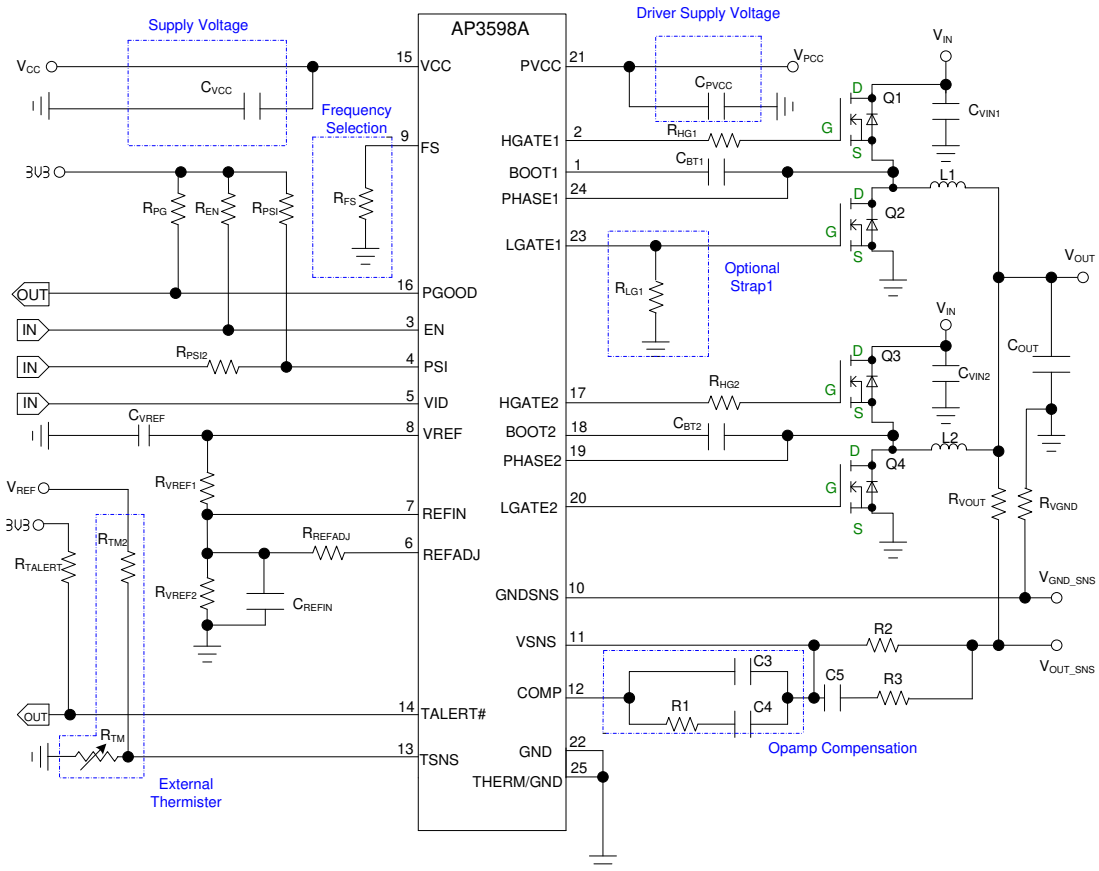 AP3598A
Supply Voltage
Driver Supply Voltage
VCC
15
VCC
CVCC
Frequency
Selection
9
FS
RFS
3V3
RPG
REN
RPSI
OUT
16
PGOOD
IN
3
EN
IN
RPSI2
4
PSI
IN
5
VID
CVREF
8
VREF
RVREF1
7
REFIN
RREFADJ
6
REFADJ
RVREF2
CREFIN
VREF
3V3
RTALERT
RTM2
OUT
14
TALERT#
RTM
13
TSNS
External
Thermister
PVCC
21
VPCC
CPVCC
HGATE1
2
RHG1
BOOT1
1
CBT1
PHASE1
24
LGATE1
23
RLG1
Optional
Strap1
VIN
CVIN1
D
Q1
G
S
L1
D
Q2
G
S
VOUT
COUT
VIN
CVIN2
HGATE2
17
RHG2
D
Q3
G
S
BOOT2
18
CBT2
PHASE2
19
L2
D
Q4
G
S
LGATE2
20
RVOUT
RVGND
GNDSNS
10
VGND_SNS
VSNS
11
R2
VOUT_SNS
COMP
12
C3
R1
C4
C5
R3
Opamp Compensation
GND
22
THERM/GND
25